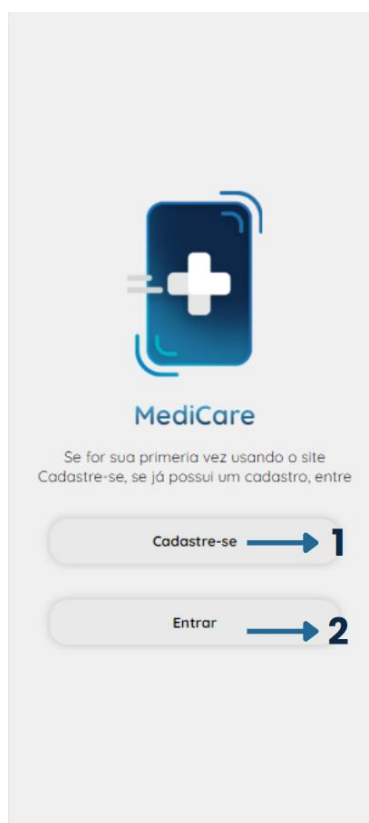 MediCare
Se for sua primeria vez usando o site
Cadastre-se, se já possui um cadastro, entre
Cadastre-se 1
Entrar 2